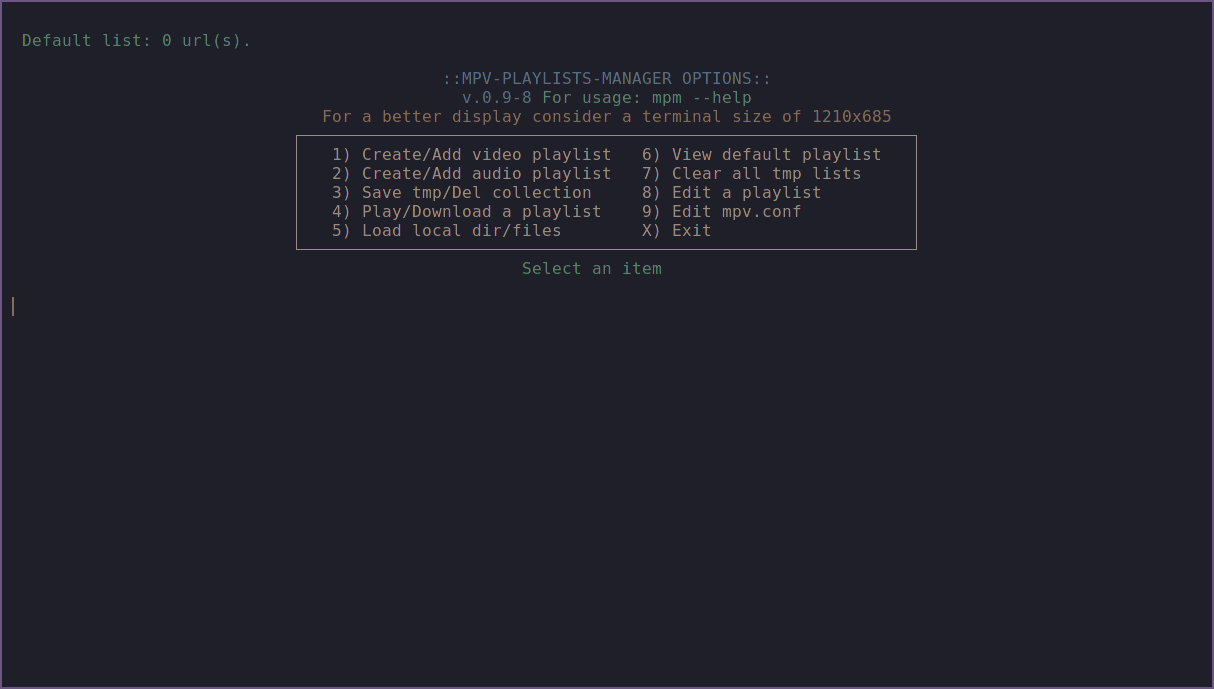 Default list: 0 url(s).
::MPV-PLAYLISTS-MANAGER OPTIONS::
v.0.9-8 For usage: mpm --help
For a better display consider a terminal size of 1210x685
1) Create/Add video playlist 6) View default playlist
2) Create/Add audio playlist 7) Clear all tmp lists
3) Save tmp/Del collection 8) Edit a playlist
4) Play/Download a playlist 9) Edit mpv.conf
5) Load local dir/files X) Exit
Select an item